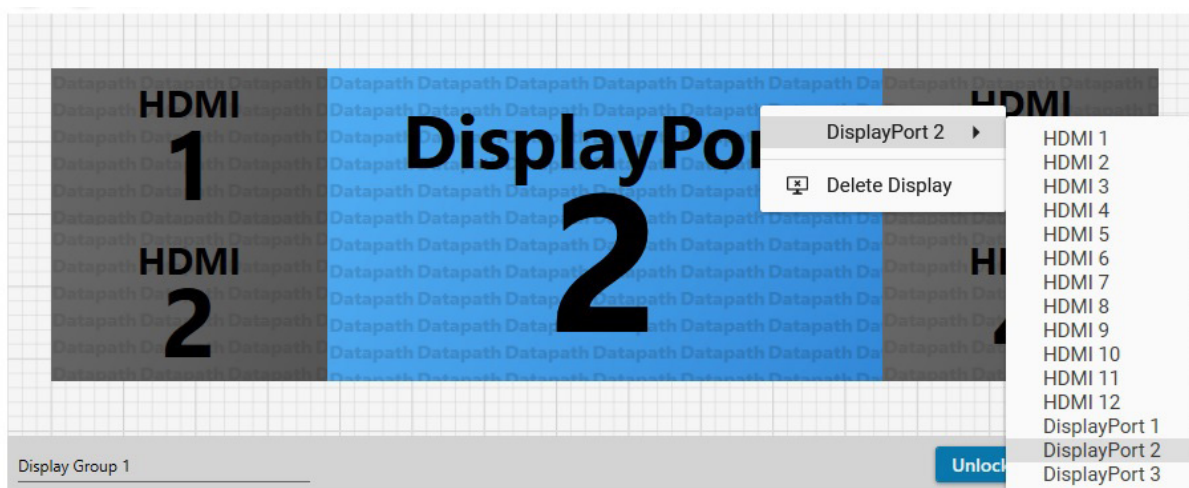 HDMI
1
HDMI
2
DisplayPor
2
HDMI
DisplayPort 2
Delete Display
HDMI 1
HDMI 2
HDMI 3
HDMI 4
HDMI 5
HDMI 6
HDMI 7
HDMI 8
HDMI 9
HDMI 10
HDMI 11
HDMI 12
DisplayPort 1
DisplayPort 2
DisplayPort 3
Display Group 1
Unlock